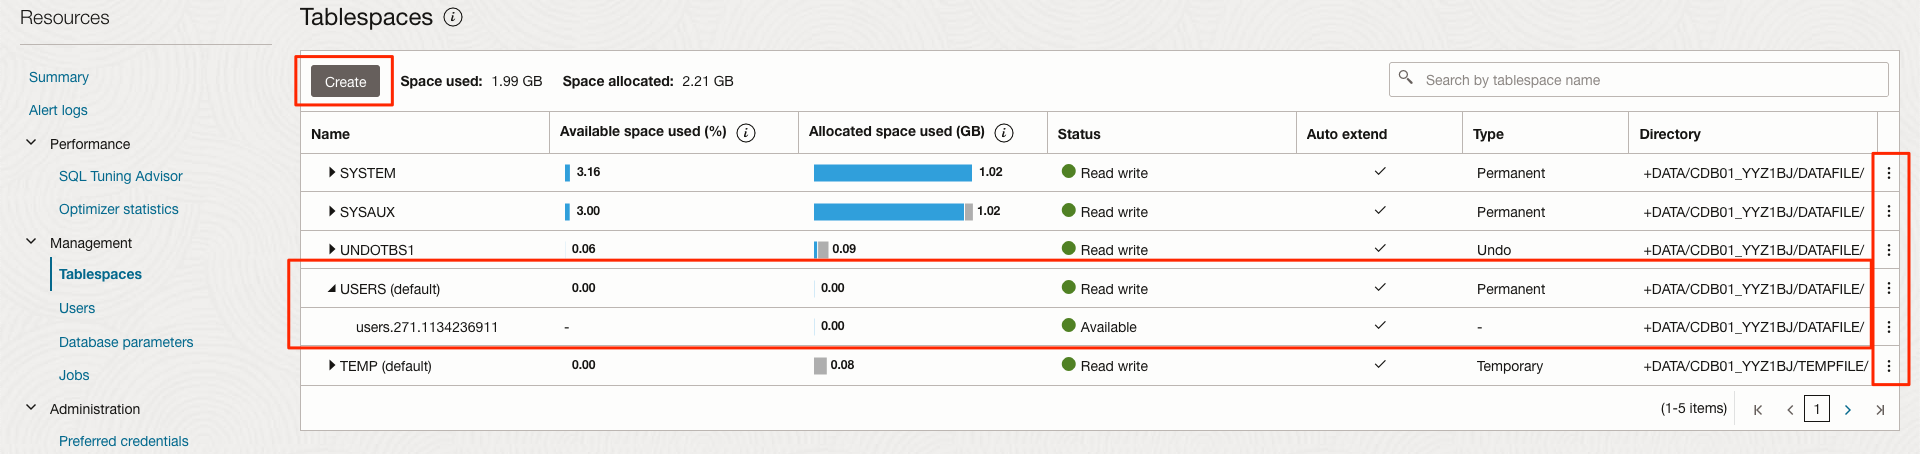 Resources
Summary
Alert logs
Performance
SQL Tuning Advisor
Optimizer statistics
Management
Tablespaces
Users
Database parameters
Jobs
Administration
Preferred credentials
Tablespaces i
Create Space used: 1.99 GB Space allocated: 2.21 GB Search by tablespace name
Name Available space used (%) i Allocated space used (GB) i Status Auto extend Type Directory
SYSTEM 3.16 1.02 Read write ✓ Permanent +DATA/CDB01_YYZ1BJ/DATAFILE/
SYSAUX 3.00 1.02 Read write ✓ Permanent +DATA/CDB01_YYZ1BJ/DATAFILE/
UNDOTBS1 0.06 0.09 Read write ✓ Undo +DATA/CDB01_YYZ1BJ/DATAFILE/
USERS (default) 0.00 0.00 Read write ✓ Permanent +DATA/CDB01_YYZ1BJ/DATAFILE/
users.271.1134236911 - 0.00 Available ✓ - +DATA/CDB01_YYZ1BJ/DATAFILE/
TEMP (default) 0.00 0.08 Read write ✓ Temporary +DATA/CDB01_YYZ1BJ/TEMPFILE/
(1-5 items) 1